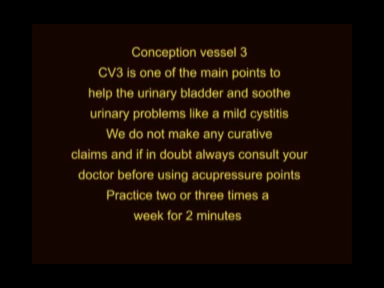 Conception vessel 3
CV3 is one of the main points to
help the urinary bladder and soothe
urinary problems like a mild cystitis
We do not make any curative
claims and if in doubt always consult your
doctor before using acupressure points
Practice two or three times a
week for 2 minutes